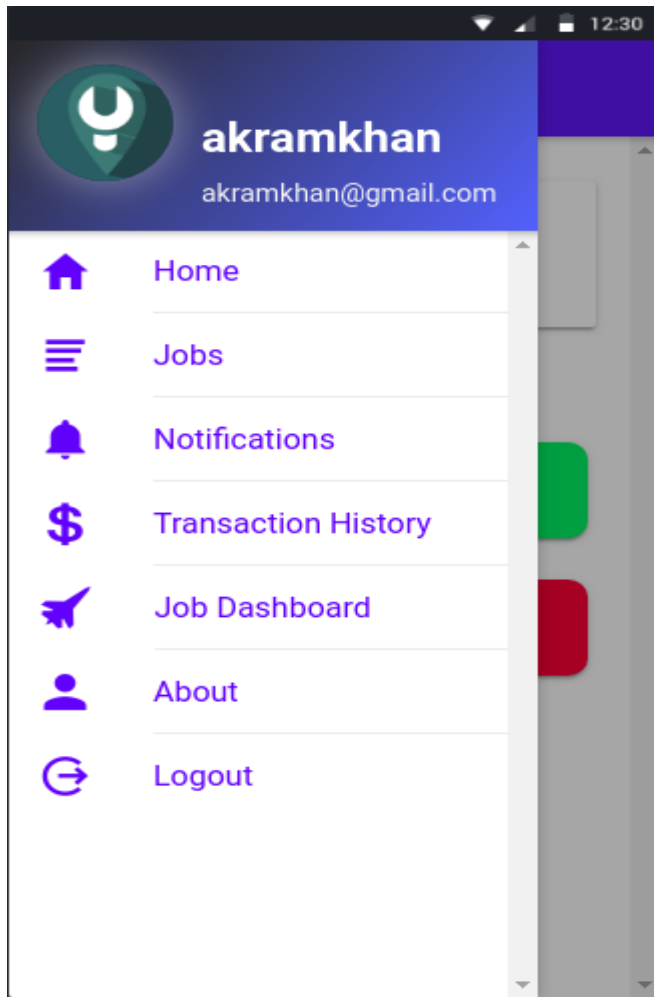 12:30
akramkhan
akramkhan@gmail.com
Home
Jobs
Notifications
Transaction History
Job Dashboard
About
Logout